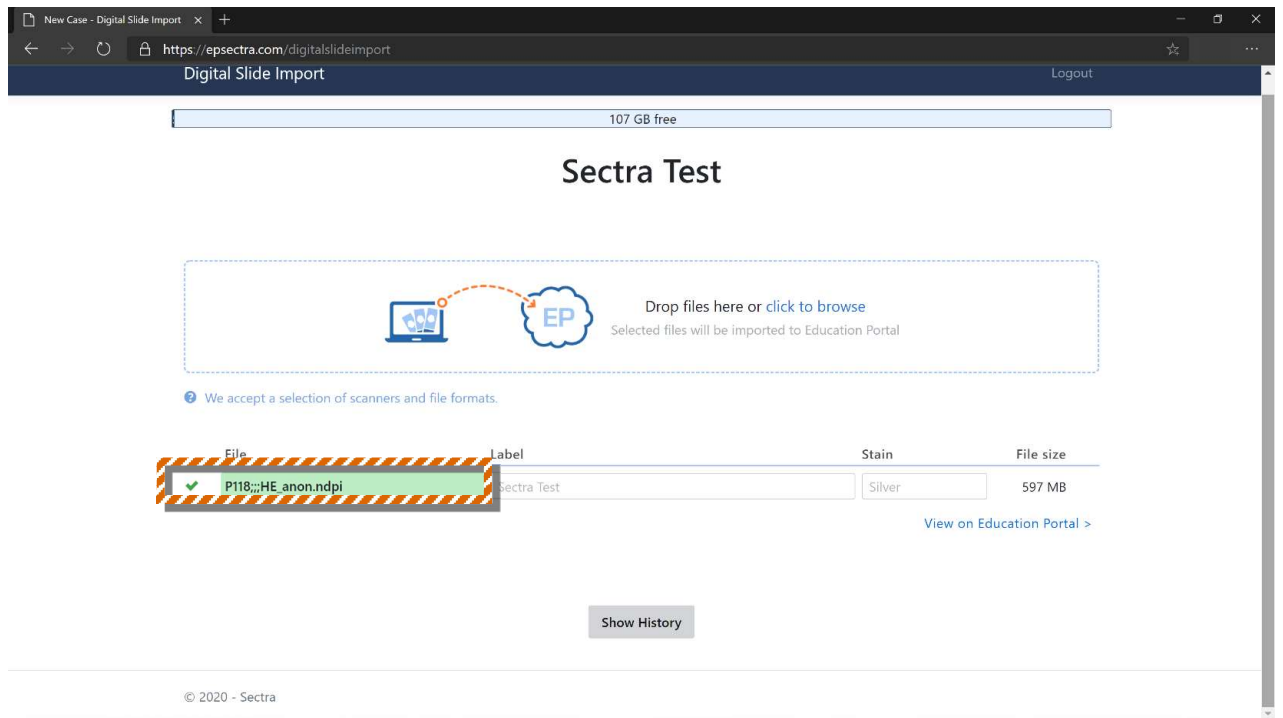 New Case - Digital Slide Import
https://epsectra.com/digitalslideimport
Digital Slide Import Logout
107 GB free
Sectra Test
EP
Drop files here or click to browse
Selected files will be imported to Education Portal
We accept a selection of scanners and file formats.
File Label Stain File size
P118;;;HE_anon.ndpi Sectra Test Silver 597 MB
View on Education Portal >
Show History
© 2020 - Sectra